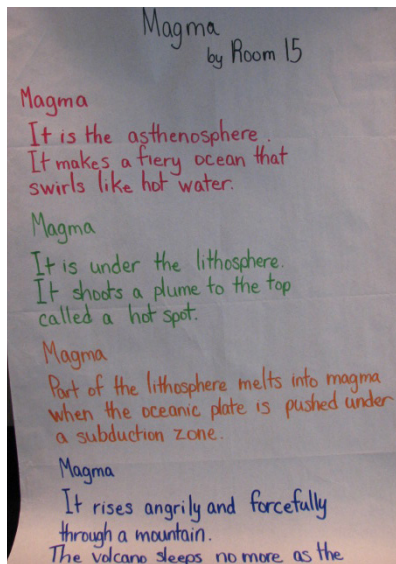 Magma
by Room 15
Magma
It is the asthenosphere.
It makes a fiery ocean that
swirls like hot water.
Magma
It is under the lithosphere.
It shoots a plume to the top
called a hot spot.
Magma
Part of the lithosphere melts into magma
when the oceanic plate is pushed under
a subduction zone.
Magma
It rises angrily and forcefully
through a mountain.
The volcano sleeps no more as the